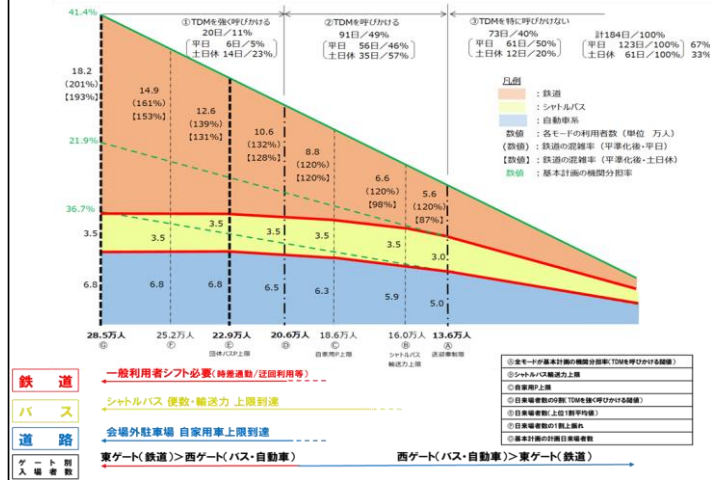 41.4%
①TDMを強く呼びかける
20日/11%
平日 6日/5%
土日休 14日/23%
②TDMを呼びかける
91日/49%
平日 56日/46%
土日休 35日/57%
③TDMを特に呼びかけない
73日/40%
平日 61日/50%
土日休 12日/20%
計184日/100%
平日 123日/100% 67%
土日休 61日/100% 33%
凡例
：鉄道
：シャトルバス
：自動車系
数値 ：各モードの利用者数（単位 万人）
(数値) ：鉄道の混雑率（平準化後・平日）
【数値】：鉄道の混雑率（平準化後・土日休）
数値 ：基本計画の機関分担率
18.2
(201%)
【193%】
14.9
(161%)
【153%】
12.6
(139%)
【131%】
10.6
(132%)
【128%】
8.8
(120%)
【120%】
6.6
(120%)
【98%】
5.6
(120%)
【87%】
21.9%
36.7%
3.5
3.5
3.5
3.5
3.5
3.5
3.0
6.8
6.8
6.8
6.5
6.3
5.9
5.0
28.5万人
25.2万人
22.9万人
20.6万人
18.6万人
16.0万人
13.6万人
Ⓖ
Ⓕ
Ⓔ
団体バスP上限
Ⓓ
Ⓒ
自家用P上限
Ⓑ
シャトルバス
輸送力上限
Ⓐ
鉄 道
一般利用者シフト必要（時差通勤/迂回利用等）
バ ス
シャトルバス 便数・輸送力 上限到達
道 路
会場外駐車場 自家用車上限到達
ゲート別
入場者数
東ゲート（鉄道）＞西ゲート（バス・自動車）
西ゲート（バス・自動車）＞東ゲート（鉄道）
Ⓐ全モードが基本計画の機関分担率（TDMを呼びかける閾値）
Ⓑシャトルバス輸送力上限
Ⓒ自家用P上限
Ⓓ日来場者数の9割（TDMを強く呼びかける閾値）
Ⓔ日来場者数（上位1割平均値）
Ⓕ日来場者数の1割上振れ
Ⓖ基本計画の計画日来場者数